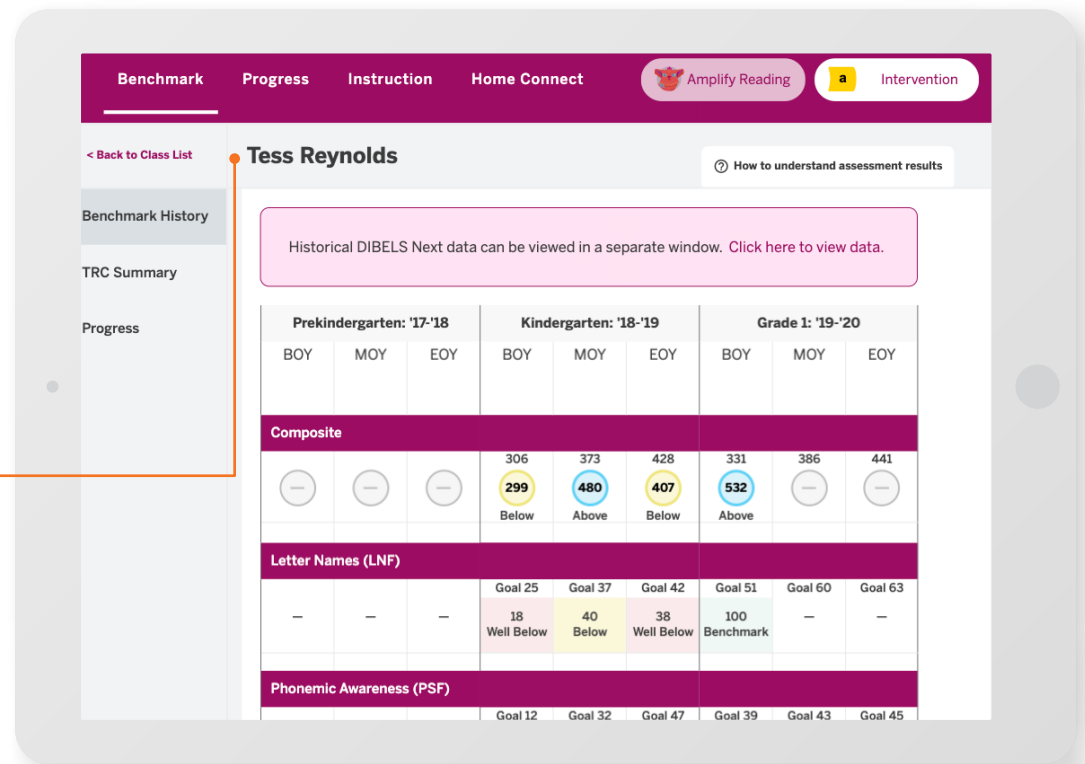 Benchmark Progress Instruction Home Connect Amplify Reading a Intervention
< Back to Class List
Tess Reynolds
? How to understand assessment results
Benchmark History
TRC Summary
Progress
Historical DIBELS Next data can be viewed in a separate window. Click here to view data.
Prekindergarten: '17-'18 Kindergarten: '18-'19 Grade 1: '19-'20
BOY MOY EOY BOY MOY EOY BOY MOY EOY
Composite
306 373 428 331 386 441
— — — 299 480 407 532 — —
Below Above Below Above
Letter Names (LNF)
Goal 25 Goal 37 Goal 42 Goal 51 Goal 60 Goal 63
— — — 18 40 38 100 — —
Well Below Below Well Below Benchmark
Phonemic Awareness (PSF)
Goal 12 Goal 32 Goal 47 Goal 39 Goal 43 Goal 45